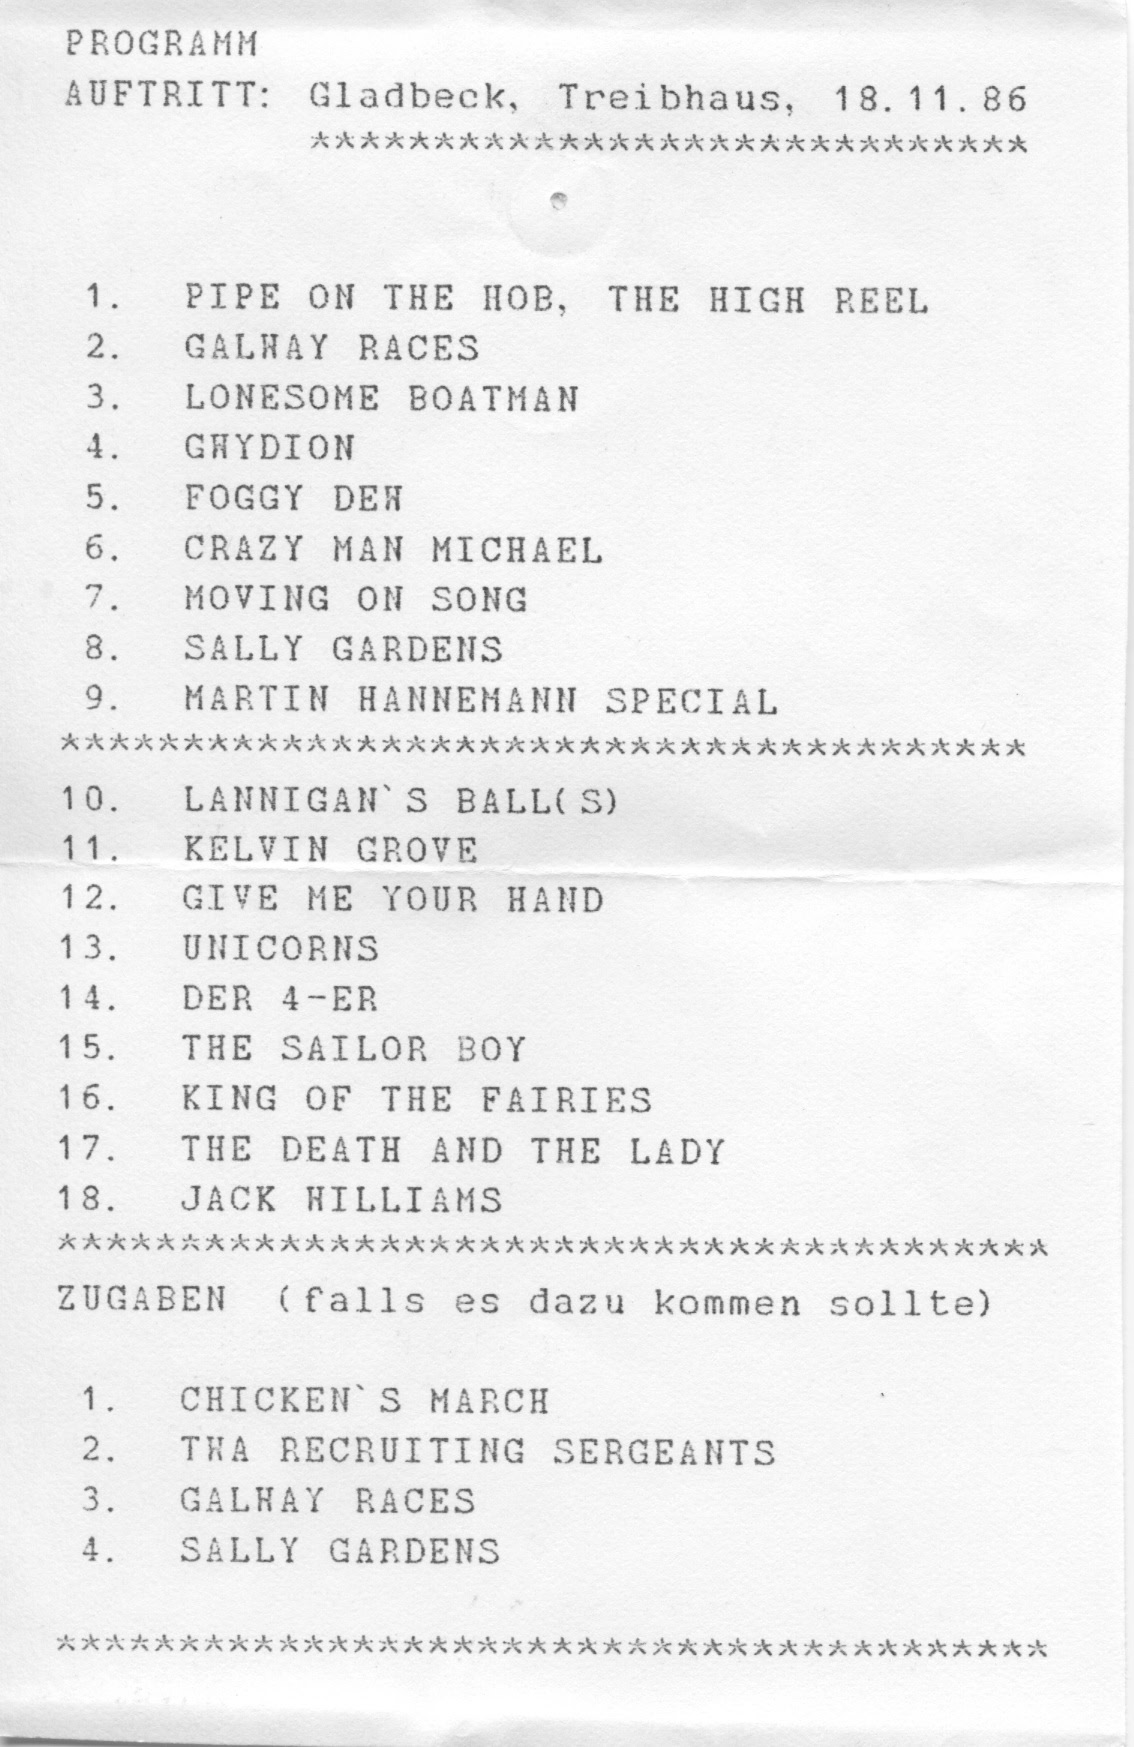 PROGRAMM
AUFTRITT: Gladbeck, Treibhaus, 18.11.86
*****************************
1. PIPE ON THE HOB, THE HIGH REEL
2. GALWAY RACES
3. LONESOME BOATMAN
4. GWYDION
5. FOGGY DEW
6. CRAZY MAN MICHAEL
7. MOVING ON SONG
8. SALLY GARDENS
9. MARTIN HANNEMANN SPECIAL
***************************************
10. LANNIGAN`S BALL(S)
11. KELVIN GROVE
12. GIVE ME YOUR HAND
13. UNICORNS
14. DER 4-ER
15. THE SAILOR BOY
16. KING OF THE FAIRIES
17. THE DEATH AND THE LADY
18. JACK WILLIAMS
****************************************
ZUGABEN (falls es dazu kommen sollte)
1. CHICKEN`S MARCH
2. TWA RECRUITING SERGEANTS
3. GALWAY RACES
4. SALLY GARDENS
****************************************